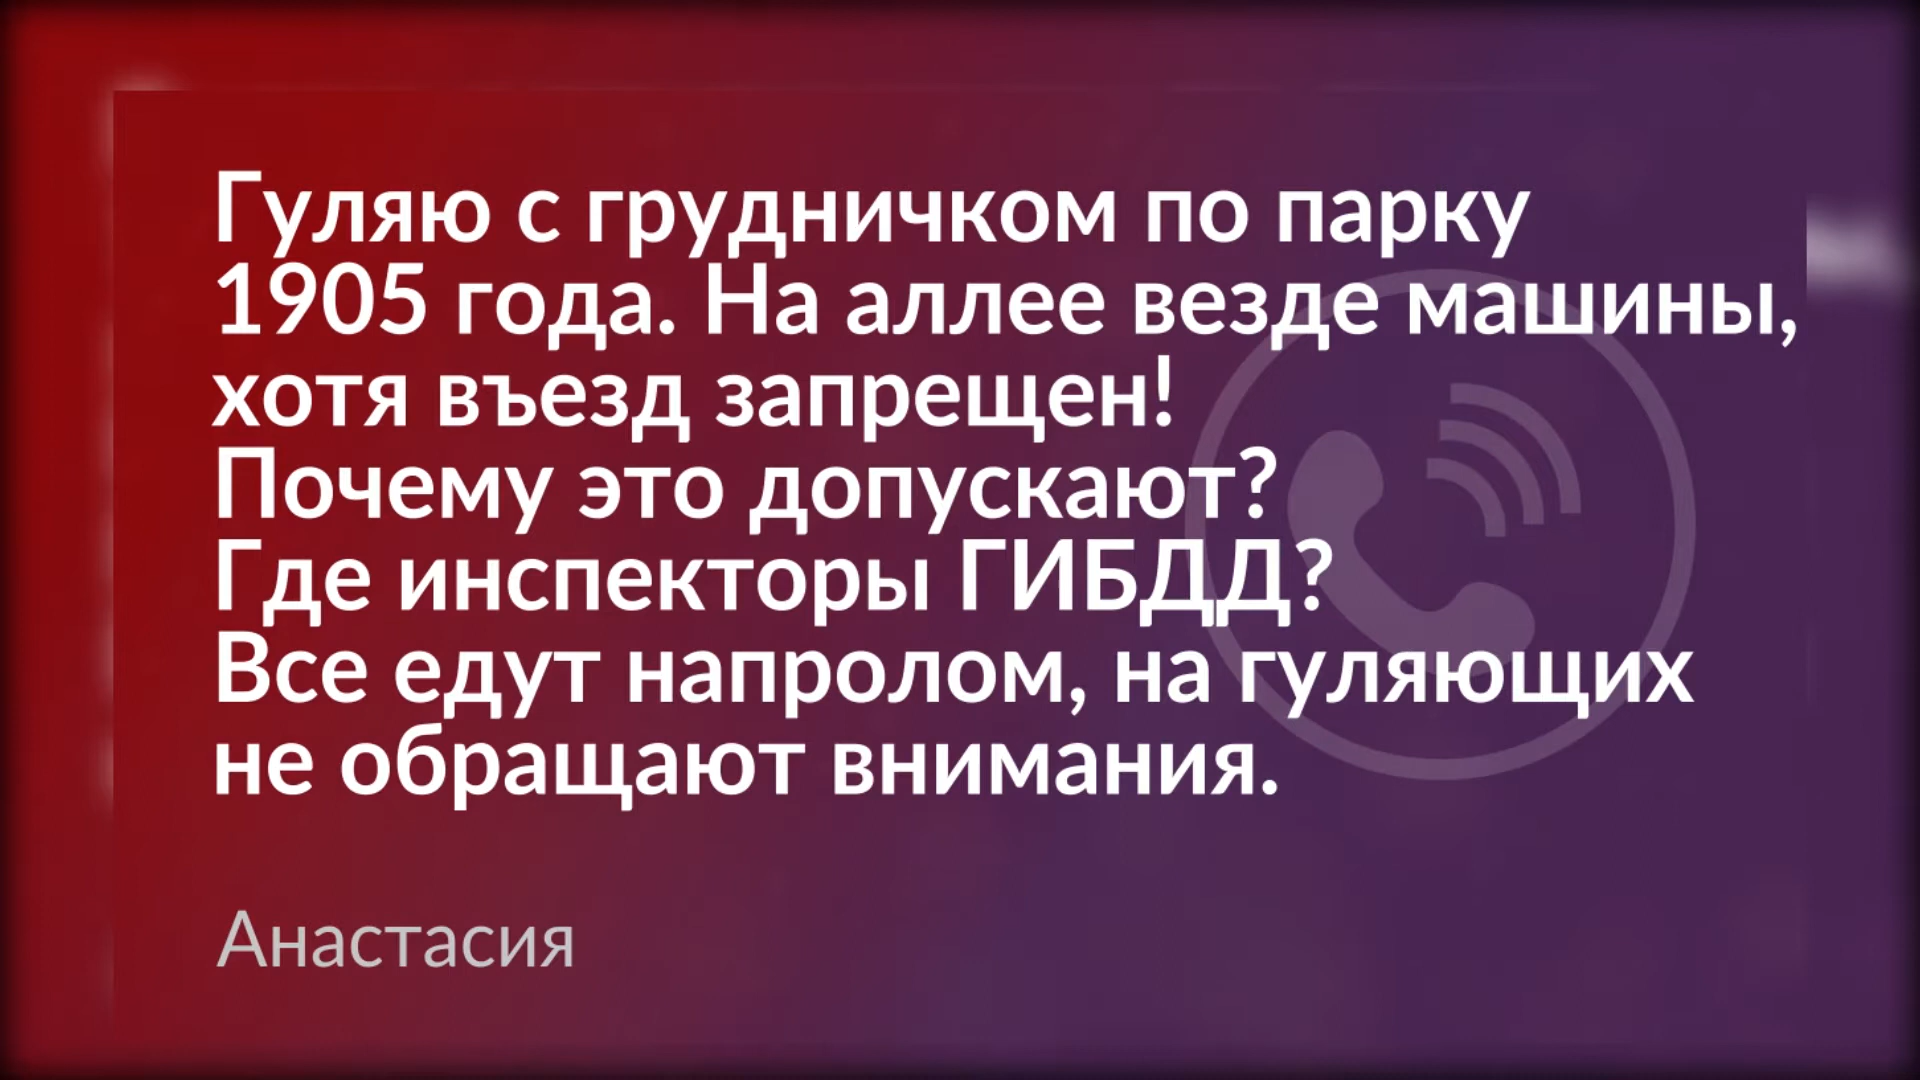 Гуляю с грудничком по парку
1905 года. На аллее везде машины,
хотя въезд запрещен!
Почему это допускают?
Где инспекторы ГИБДД?
Все едут напролом, на гуляющих
не обращают внимания.
Анастасия